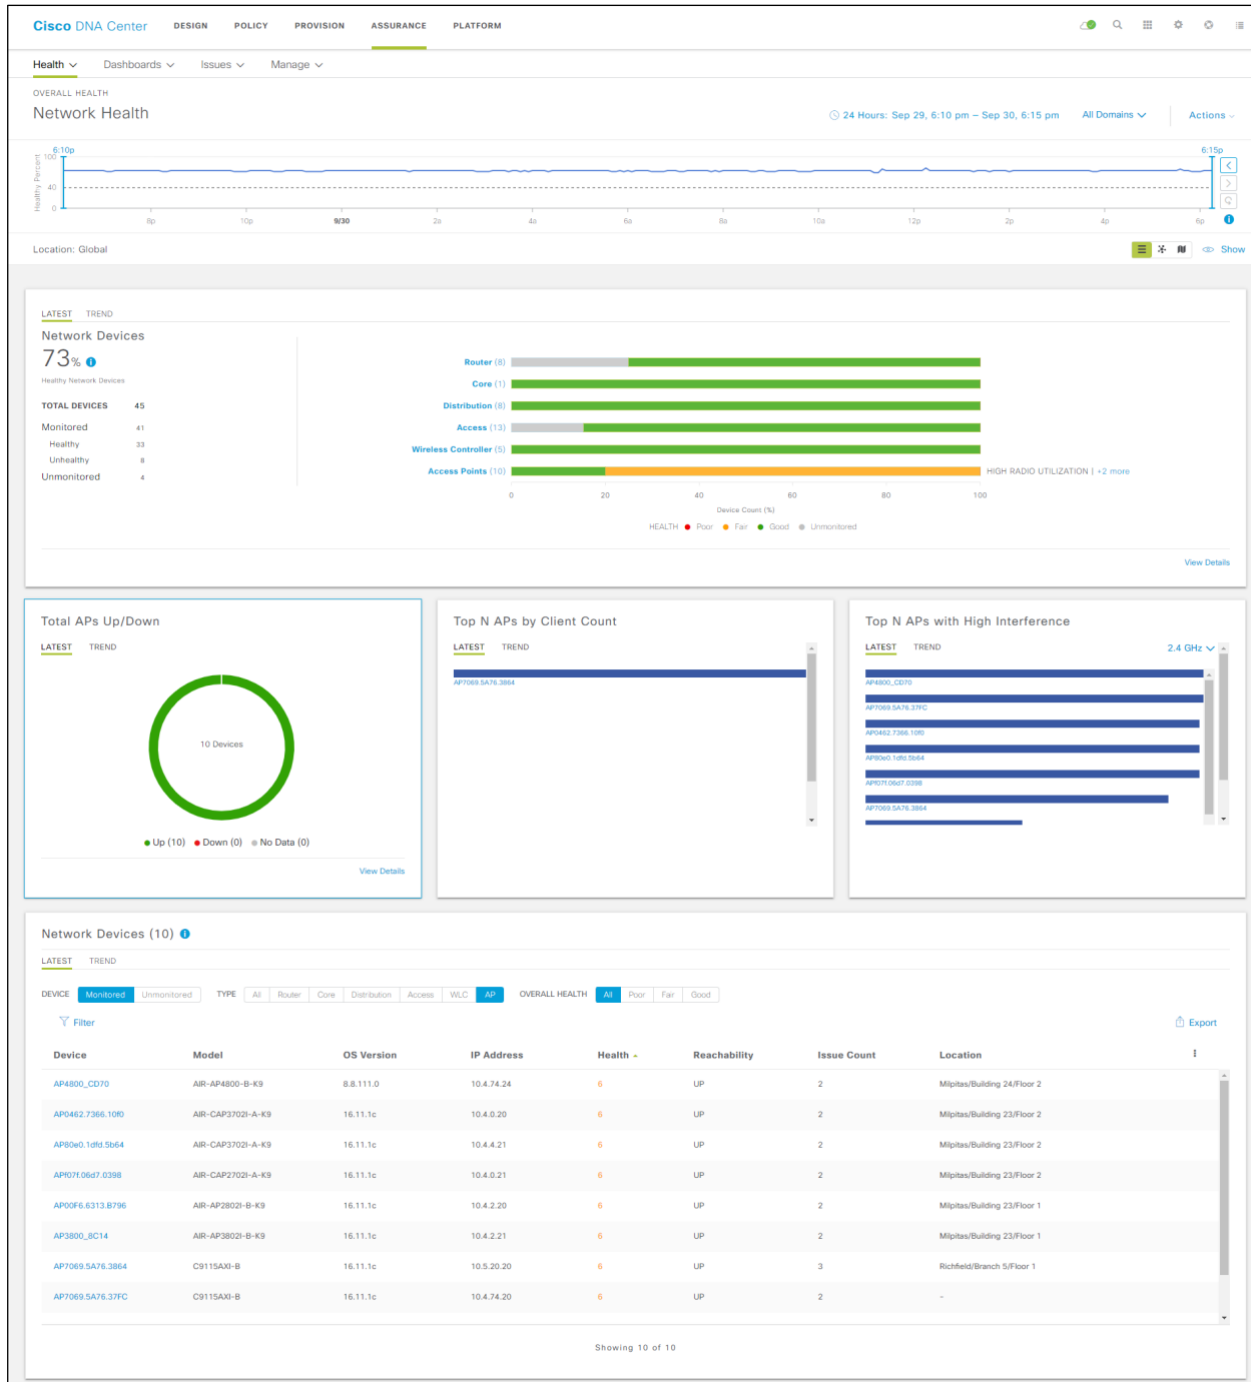 Cisco DNA Center DESIGN POLICY PROVISION ASSURANCE PLATFORM
Health Dashboards Issues Manage
OVERALL HEALTH
Network Health
24 Hours: Sep 29, 6:10 pm – Sep 30, 6:15 pm All Domains Actions
6:10p 6:15p
Healthy Percent
100
40
0
8p 10p 9/30 2a 4a 6a 8a 10a 12p 2p 4p 6p
Location: Global Show
LATEST TREND
Network Devices
73%
Healthy Network Devices
TOTAL DEVICES 45
Monitored 41
Healthy 33
Unhealthy 8
Unmonitored 4
Router (8)
Core (1)
Distribution (8)
Access (13)
Wireless Controller (5)
Access Points (10) HIGH RADIO UTILIZATION | +2 more
0 20 40 60 80 100
Device Count (%)
HEALTH Poor Fair Good Unmonitored
View Details
Total APs Up/Down
LATEST TREND
10 Devices
Up (10) Down (0) No Data (0)
View Details
Top N APs by Client Count
LATEST TREND
AP7069.5A76.3864
Top N APs with High Interference
LATEST TREND 2.4 GHz
AP4800_CD70
AP7069.5A76.37FC
AP0462.7366.10f0
AP80e0.1dfd.5b64
APf07f.06d7.0398
AP7069.5A76.3864
Network Devices (10)
LATEST TREND
DEVICE Monitored Unmonitored TYPE All Router Core Distribution Access WLC AP OVERALL HEALTH All Poor Fair Good
Filter Export
Device Model OS Version IP Address Health Reachability Issue Count Location
AP4800_CD70 AIR-AP4800-B-K9 8.8.111.0 10.4.74.24 6 UP 2 Milpitas/Building 24/Floor 2
AP0462.7366.10f0 AIR-CAP3702I-A-K9 16.11.1c 10.4.0.20 6 UP 2 Milpitas/Building 23/Floor 2
AP80e0.1dfd.5b64 AIR-CAP3702I-A-K9 16.11.1c 10.4.4.21 6 UP 2 Milpitas/Building 23/Floor 2
APf07f.06d7.0398 AIR-CAP2702I-A-K9 16.11.1c 10.4.0.21 6 UP 2 Milpitas/Building 23/Floor 2
AP00F6.6313.B796 AIR-AP2802I-B-K9 16.11.1c 10.4.2.20 6 UP 2 Milpitas/Building 23/Floor 1
AP3800_8C14 AIR-AP3802I-B-K9 16.11.1c 10.4.2.21 6 UP 2 Milpitas/Building 23/Floor 1
AP7069.5A76.3864 C9115AXI-B 16.11.1c 10.5.20.20 6 UP 3 Richfield/Branch 5/Floor 1
AP7069.5A76.37FC C9115AXI-B 16.11.1c 10.4.74.20 6 UP 2 -
Showing 10 of 10